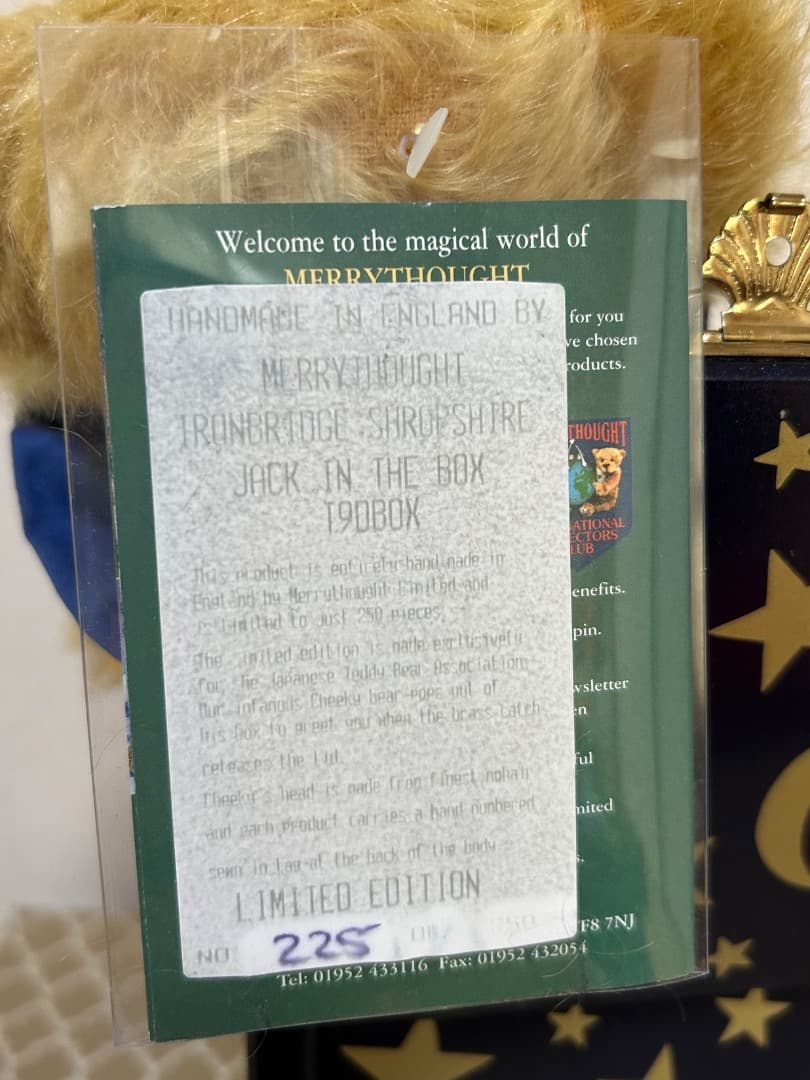 Welcome to the magical world of
MERRYTHOUGHT
for you
ve chosen
roducts.
HANDMADE IN ENGLAND BY
MERRYTHOUGHT
IRONBRIDGE SHROPSHIRE
JACK IN THE BOX
T9DBOX
This product is entirely hand made in
England by Merrythought Limited and
is limited to just 250 pieces.
The limited edition is made exclusively
for the Japanese Teddy Bear Association
Our infamous Cheeky bear pops out of
his box to greet you when the brass catch
releases the lid.
Cheeky's head is made from finest mohair
and each product carries a hand numbered
sewn in tag at the back of the body
LIMITED EDITION
NO: 225 OF 250
THOUGHT
ATIONAL
ECTORS
LUB
enefits.
pin.
wsletter
en
ful
mited
s.
TF8 7NJ
Tel: 01952 433116 Fax: 01952 432054